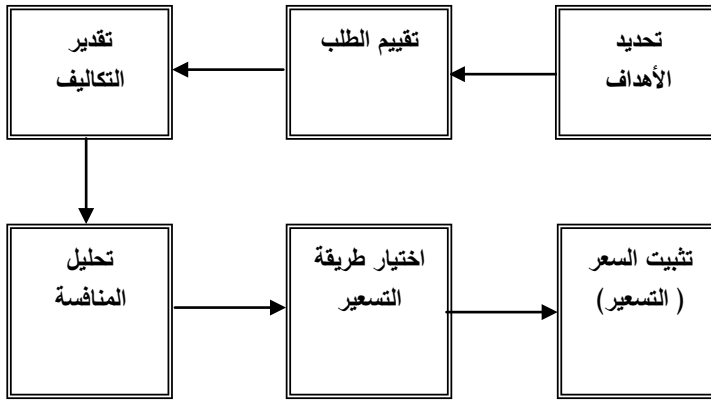 تحديد
الأهداف
تقييم الطلب
تقدير
التكاليف
تحليل
المنافسة
اختيار طريقة
التسعير
تثبيت السعر
( التسعير)